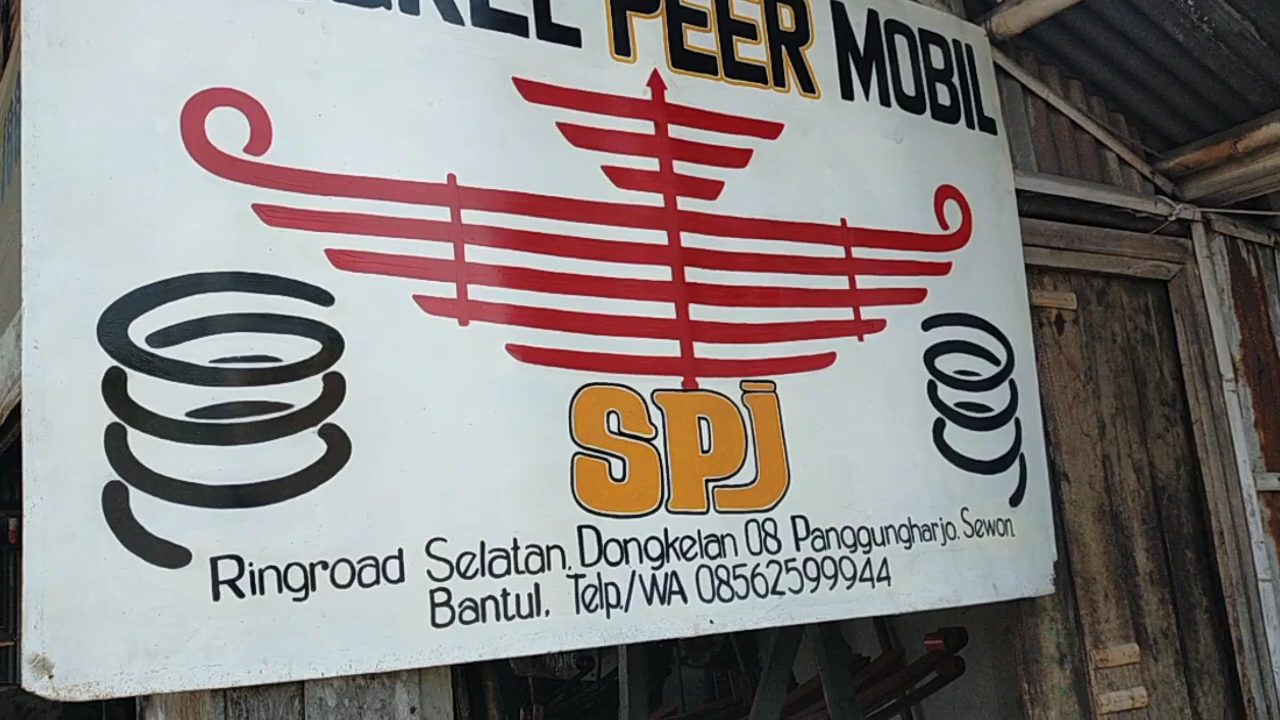 PEER MOBIL
SPJ
Ringroad Selatan. Dongkelan 08 Panggungharjo. Sewon
Bantul. Telp./WA 08562599944